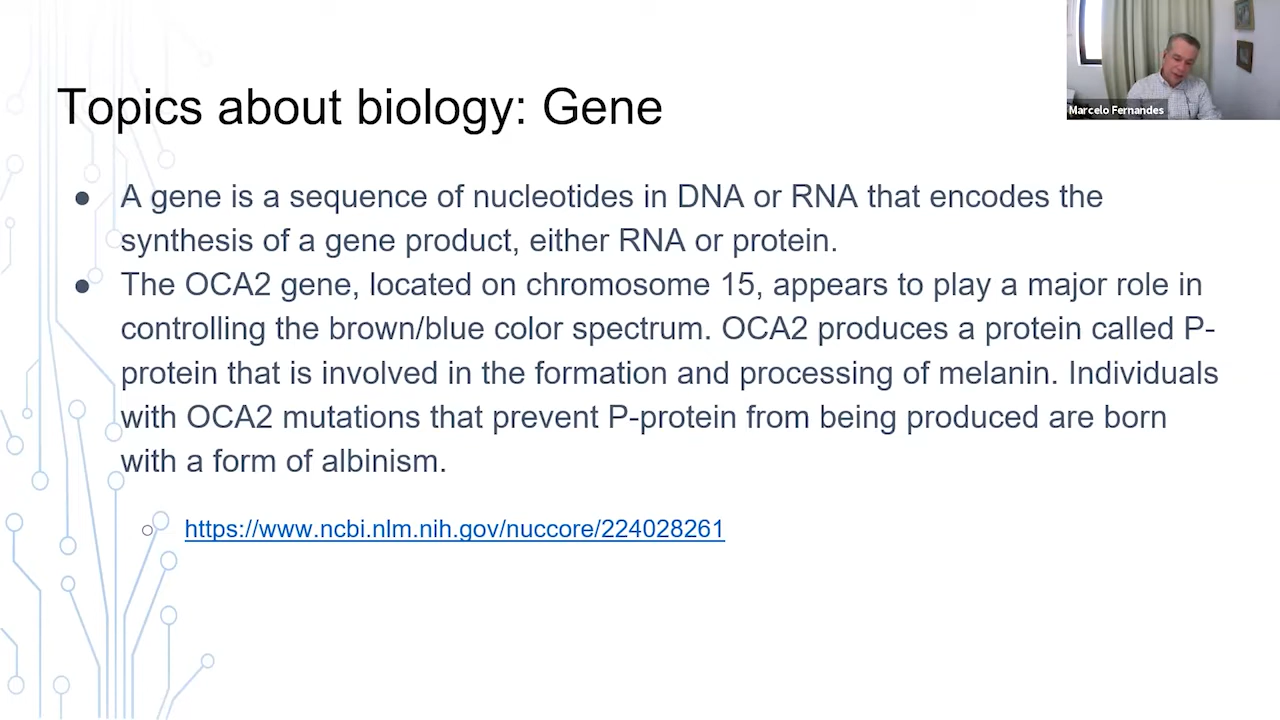 Topics about biology: Gene
Marcelo Fernandes
● A gene is a sequence of nucleotides in DNA or RNA that encodes the
synthesis of a gene product, either RNA or protein.
● The OCA2 gene, located on chromosome 15, appears to play a major role in
controlling the brown/blue color spectrum. OCA2 produces a protein called P-
protein that is involved in the formation and processing of melanin. Individuals
with OCA2 mutations that prevent P-protein from being produced are born
with a form of albinism.
○ https://www.ncbi.nlm.nih.gov/nuccore/224028261